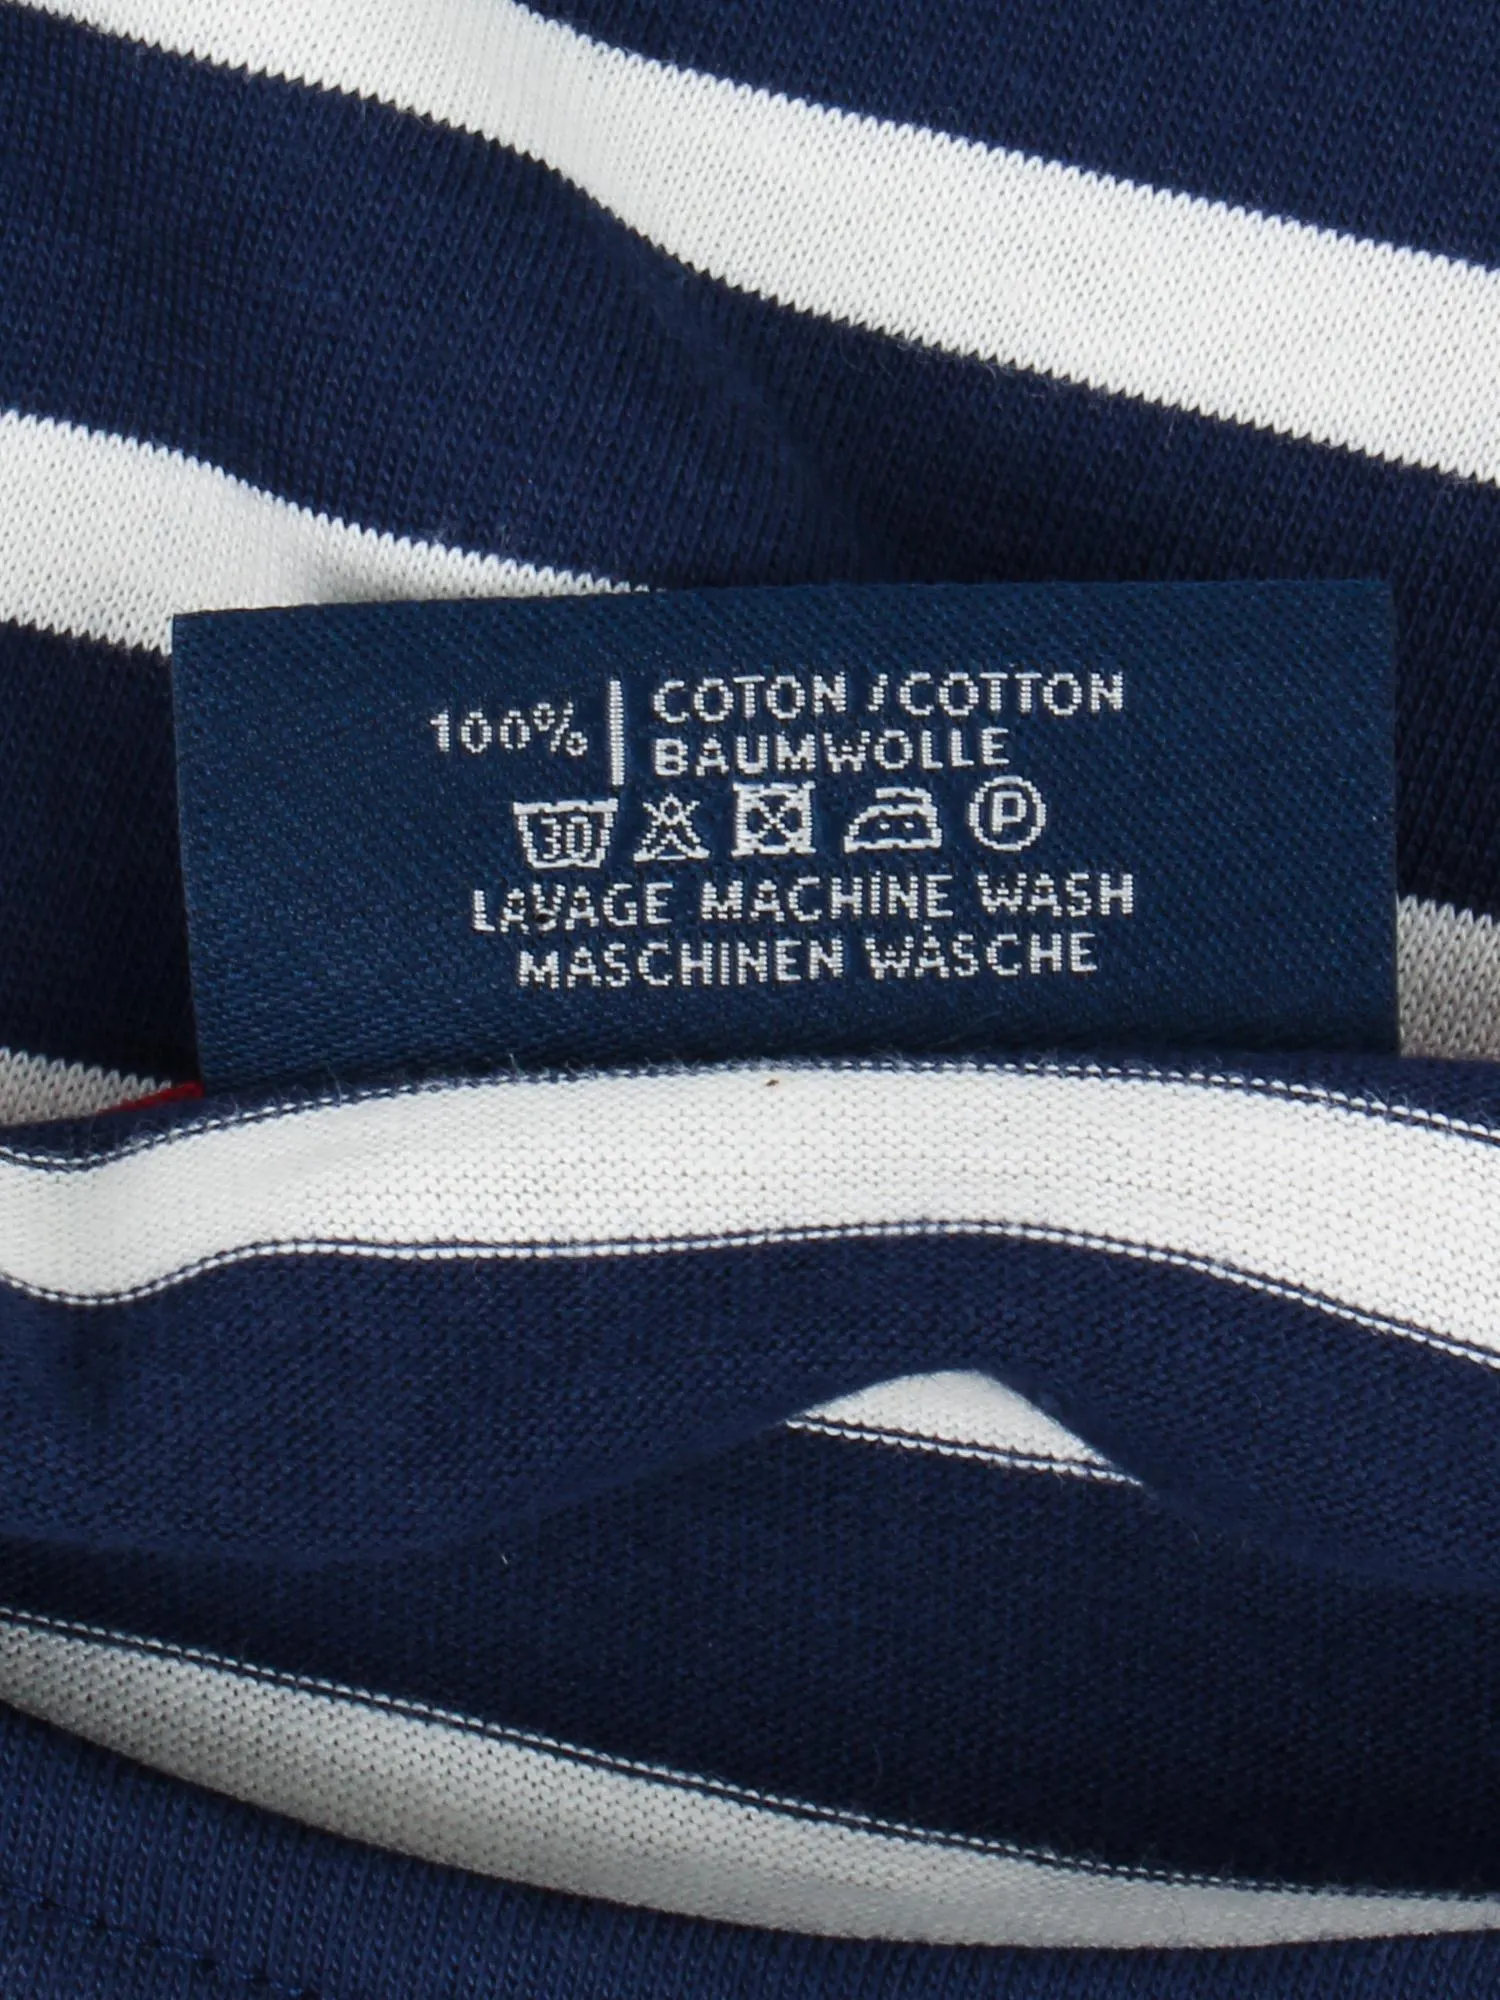 100% | COTON / COTTON
BAUMWOLLE
30 P
LAVAGE MACHINE WASH
MASCHINEN WÄSCHE